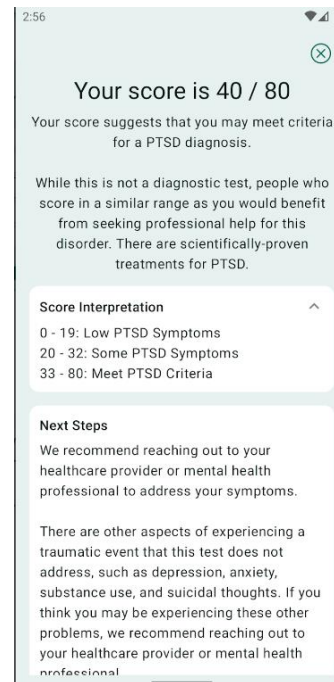 2:56
Your score is 40 / 80
Your score suggests that you may meet criteria
for a PTSD diagnosis.
While this is not a diagnostic test, people who
score in a similar range as you would benefit
from seeking professional help for this
disorder. There are scientifically-proven
treatments for PTSD.
Score Interpretation
0 - 19: Low PTSD Symptoms
20 - 32: Some PTSD Symptoms
33 - 80: Meet PTSD Criteria
Next Steps
We recommend reaching out to your
healthcare provider or mental health
professional to address your symptoms.
There are other aspects of experiencing a
traumatic event that this test does not
address, such as depression, anxiety,
substance use, and suicidal thoughts. If you
think you may be experiencing these other
problems, we recommend reaching out to
your healthcare provider or mental health
professional